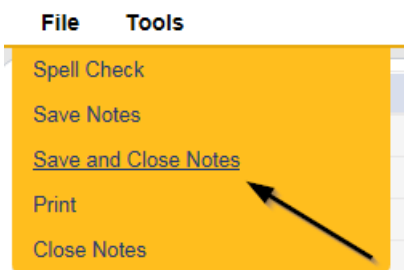 File Tools
Spell Check
Save Notes
Save and Close Notes
Print
Close Notes